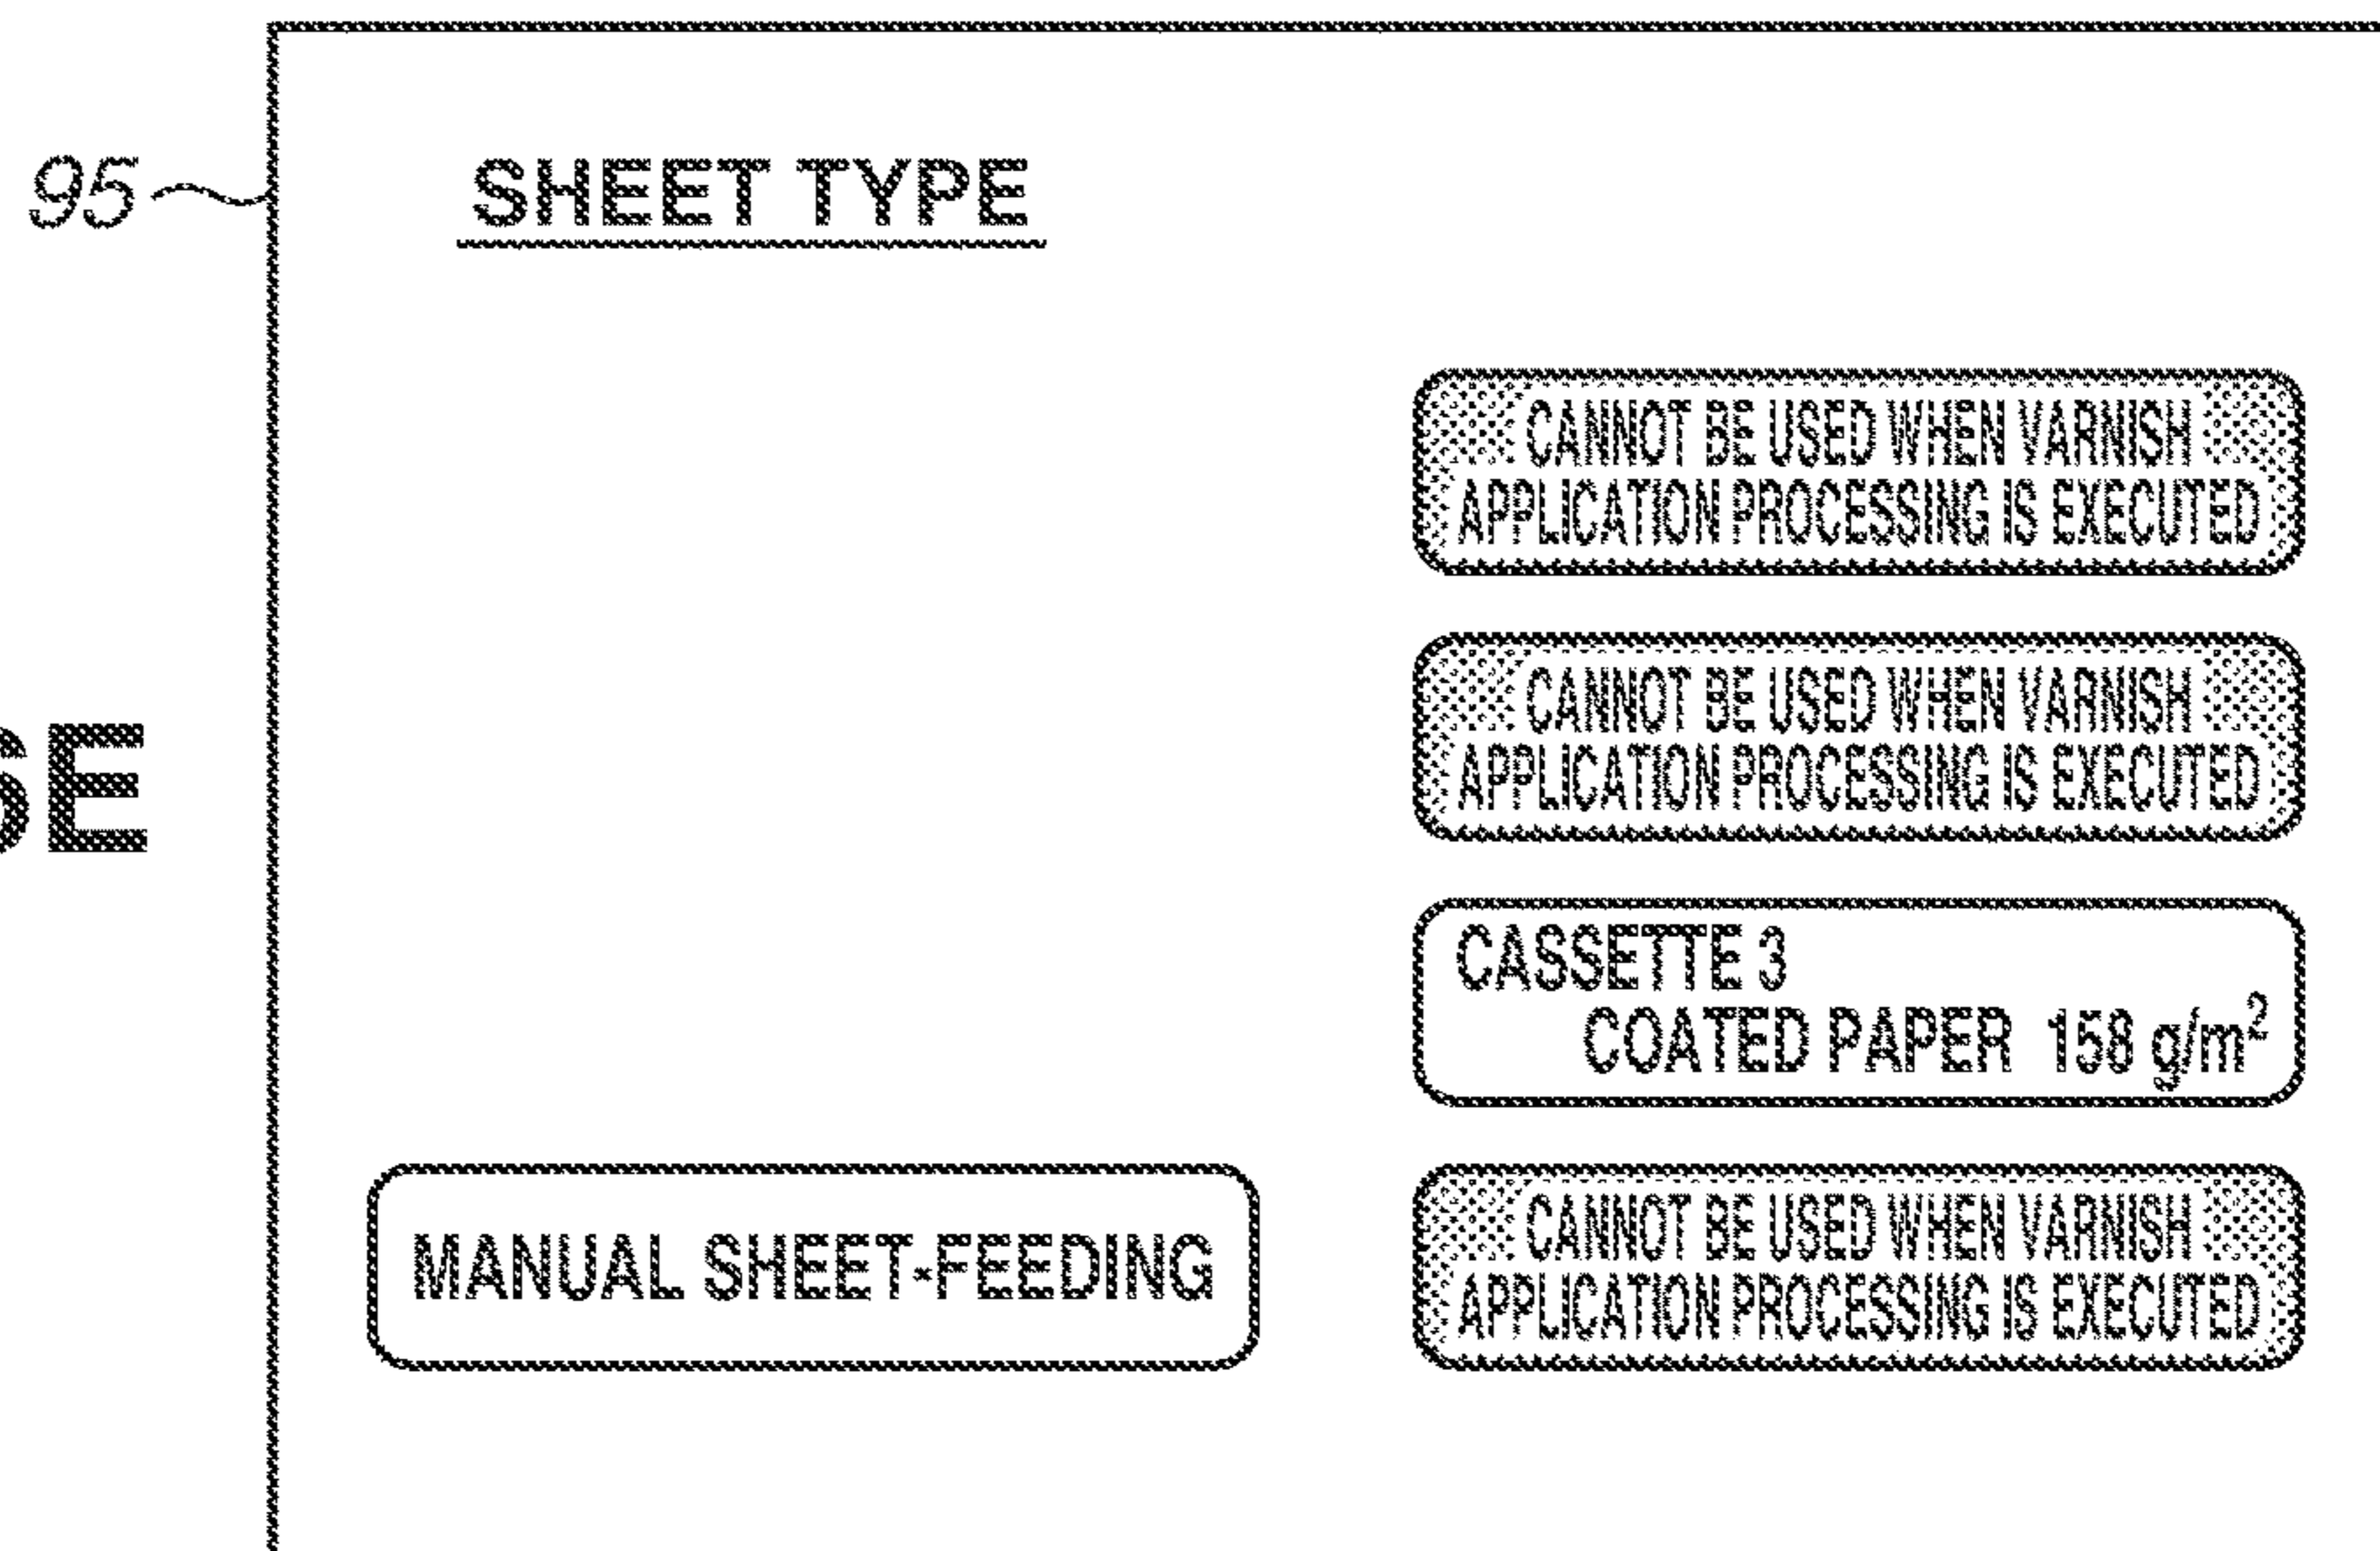 95
SHEET TYPE
CANNOT BE USED WHEN VARNISH
APPLICATION PROCESSING IS EXECUTED
CANNOT BE USED WHEN VARNISH
APPLICATION PROCESSING IS EXECUTED
SE
CASSETTE 3
COATED PAPER 158 g/m²
MANUAL SHEET-FEEDING
CANNOT BE USED WHEN VARNISH
APPLICATION PROCESSING IS EXECUTED